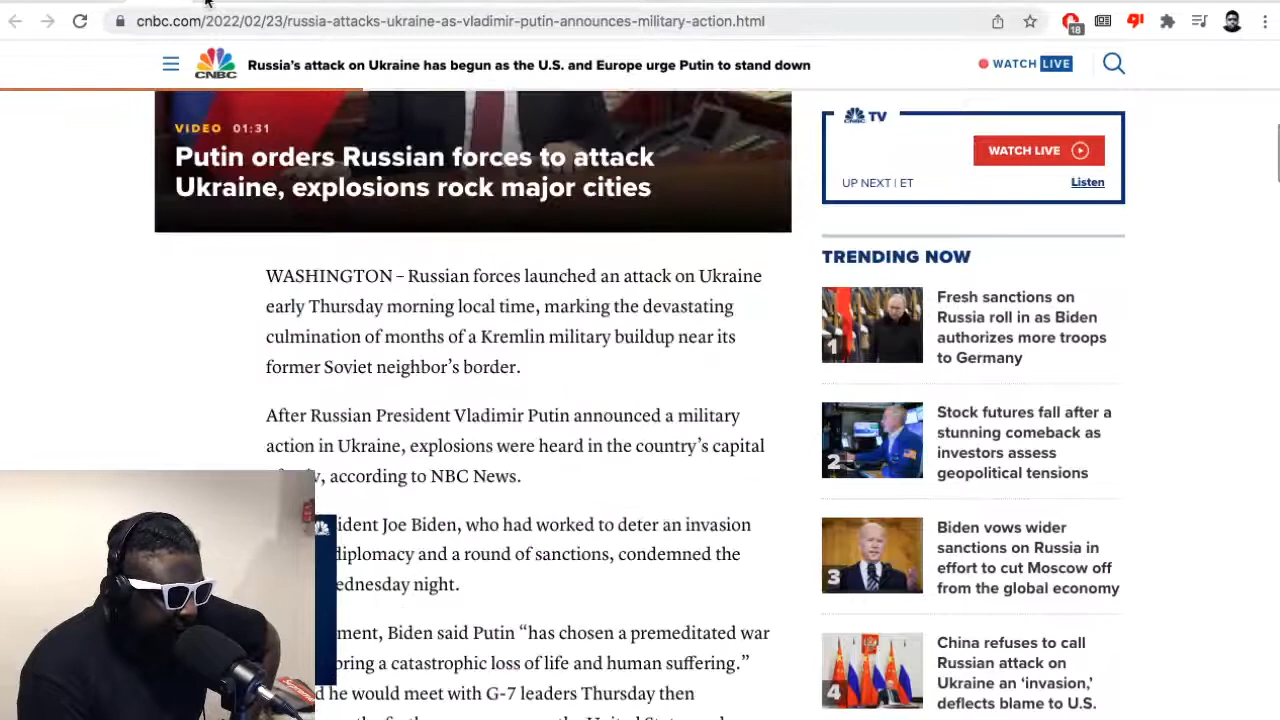 cnbc.com/2022/02/23/russia-attacks-ukraine-as-vladimir-putin-announces-military-action.html
18
CNBC
Russia's attack on Ukraine has begun as the U.S. and Europe urge Putin to stand down
WATCH LIVE
VIDEO 01:31
Putin orders Russian forces to attack
Ukraine, explosions rock major cities
WASHINGTON – Russian forces launched an attack on Ukraine
early Thursday morning local time, marking the devastating
culmination of months of a Kremlin military buildup near its
former Soviet neighbor's border.
After Russian President Vladimir Putin announced a military
action in Ukraine, explosions were heard in the country's capital
according to NBC News.
ident Joe Biden, who had worked to deter an invasion
diplomacy and a round of sanctions, condemned the
ednesday night.
ment, Biden said Putin “has chosen a premeditated war
oring a catastrophic loss of life and human suffering.”
d he would meet with G-7 leaders Thursday then
TV
WATCH LIVE
UP NEXT | ET
Listen
TRENDING NOW
1
Fresh sanctions on
Russia roll in as Biden
authorizes more troops
to Germany
2
Stock futures fall after a
stunning comeback as
investors assess
geopolitical tensions
3
Biden vows wider
sanctions on Russia in
effort to cut Moscow off
from the global economy
4
China refuses to call
Russian attack on
Ukraine an ‘invasion,’
deflects blame to U.S.
Supreme